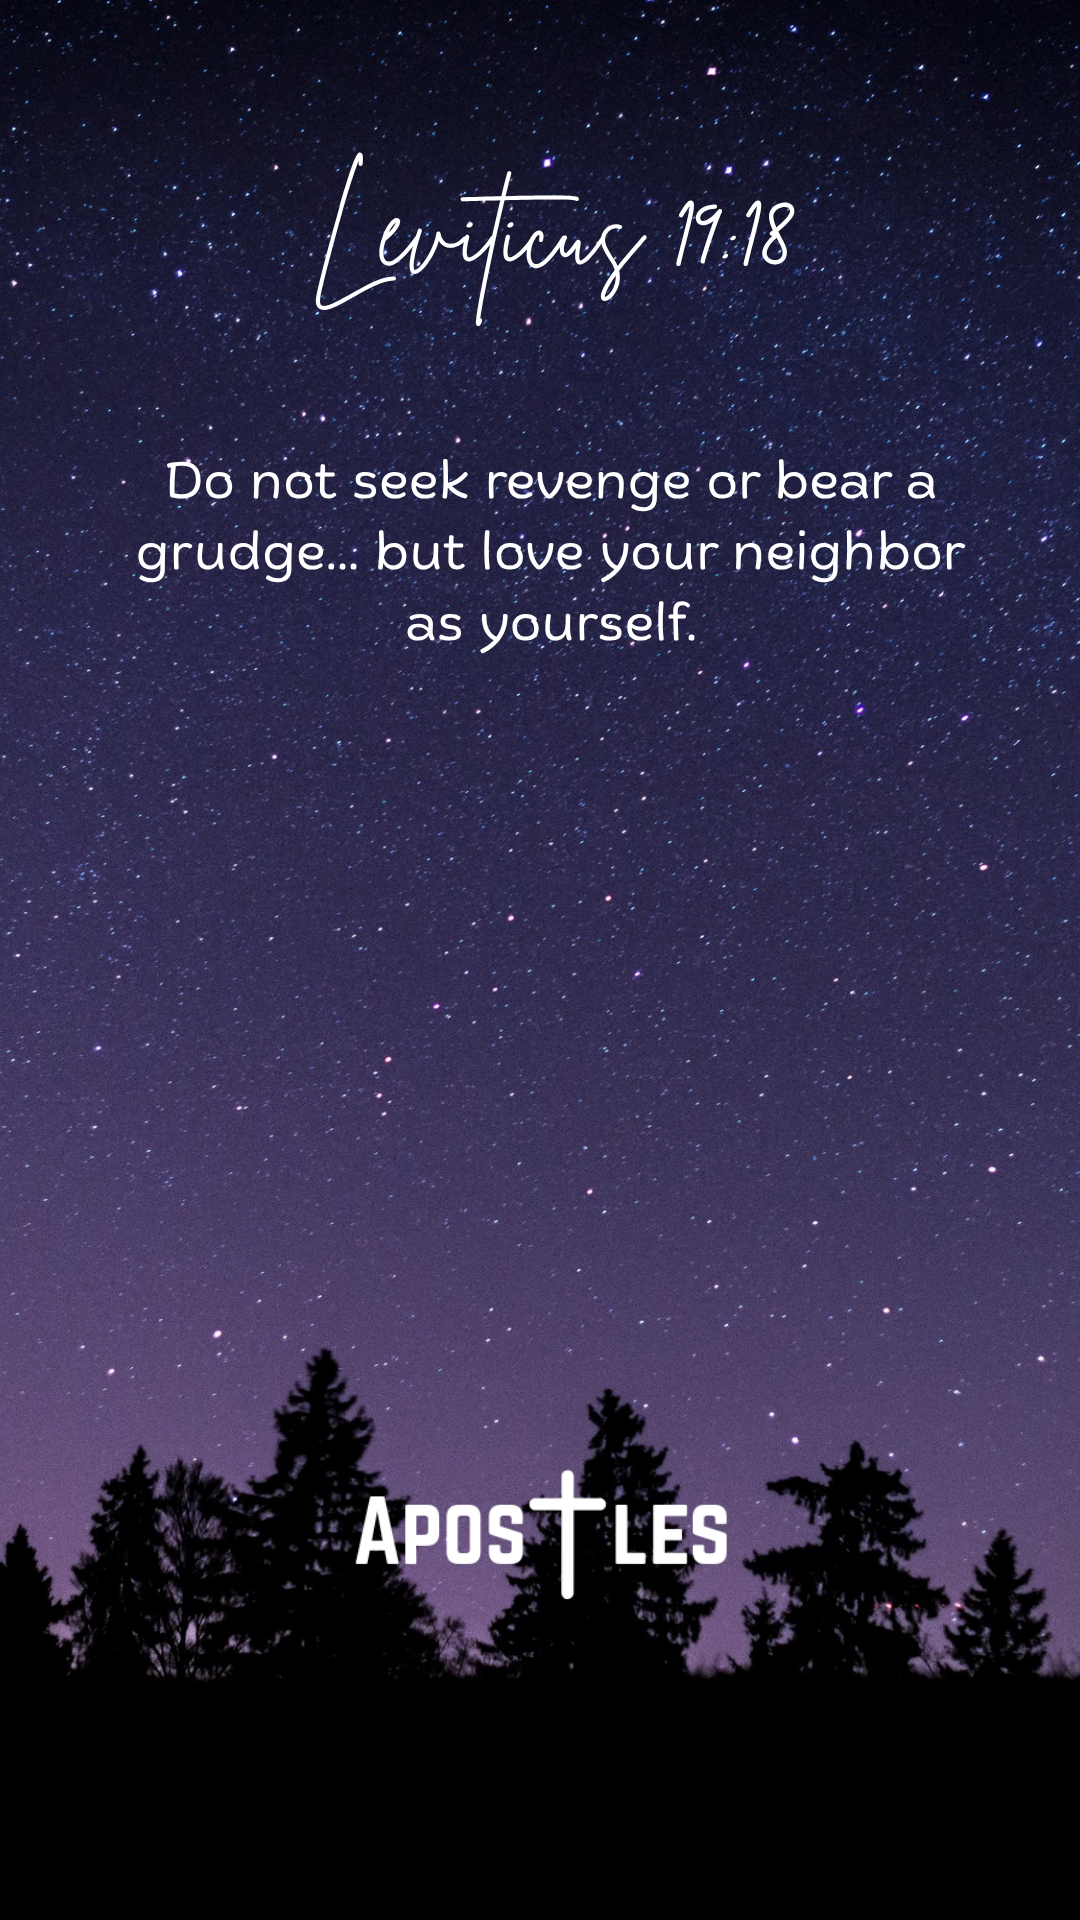 Leviticus 19:18
Do not seek revenge or bear a
grudge... but love your neighbor
as yourself.
APOSTLES